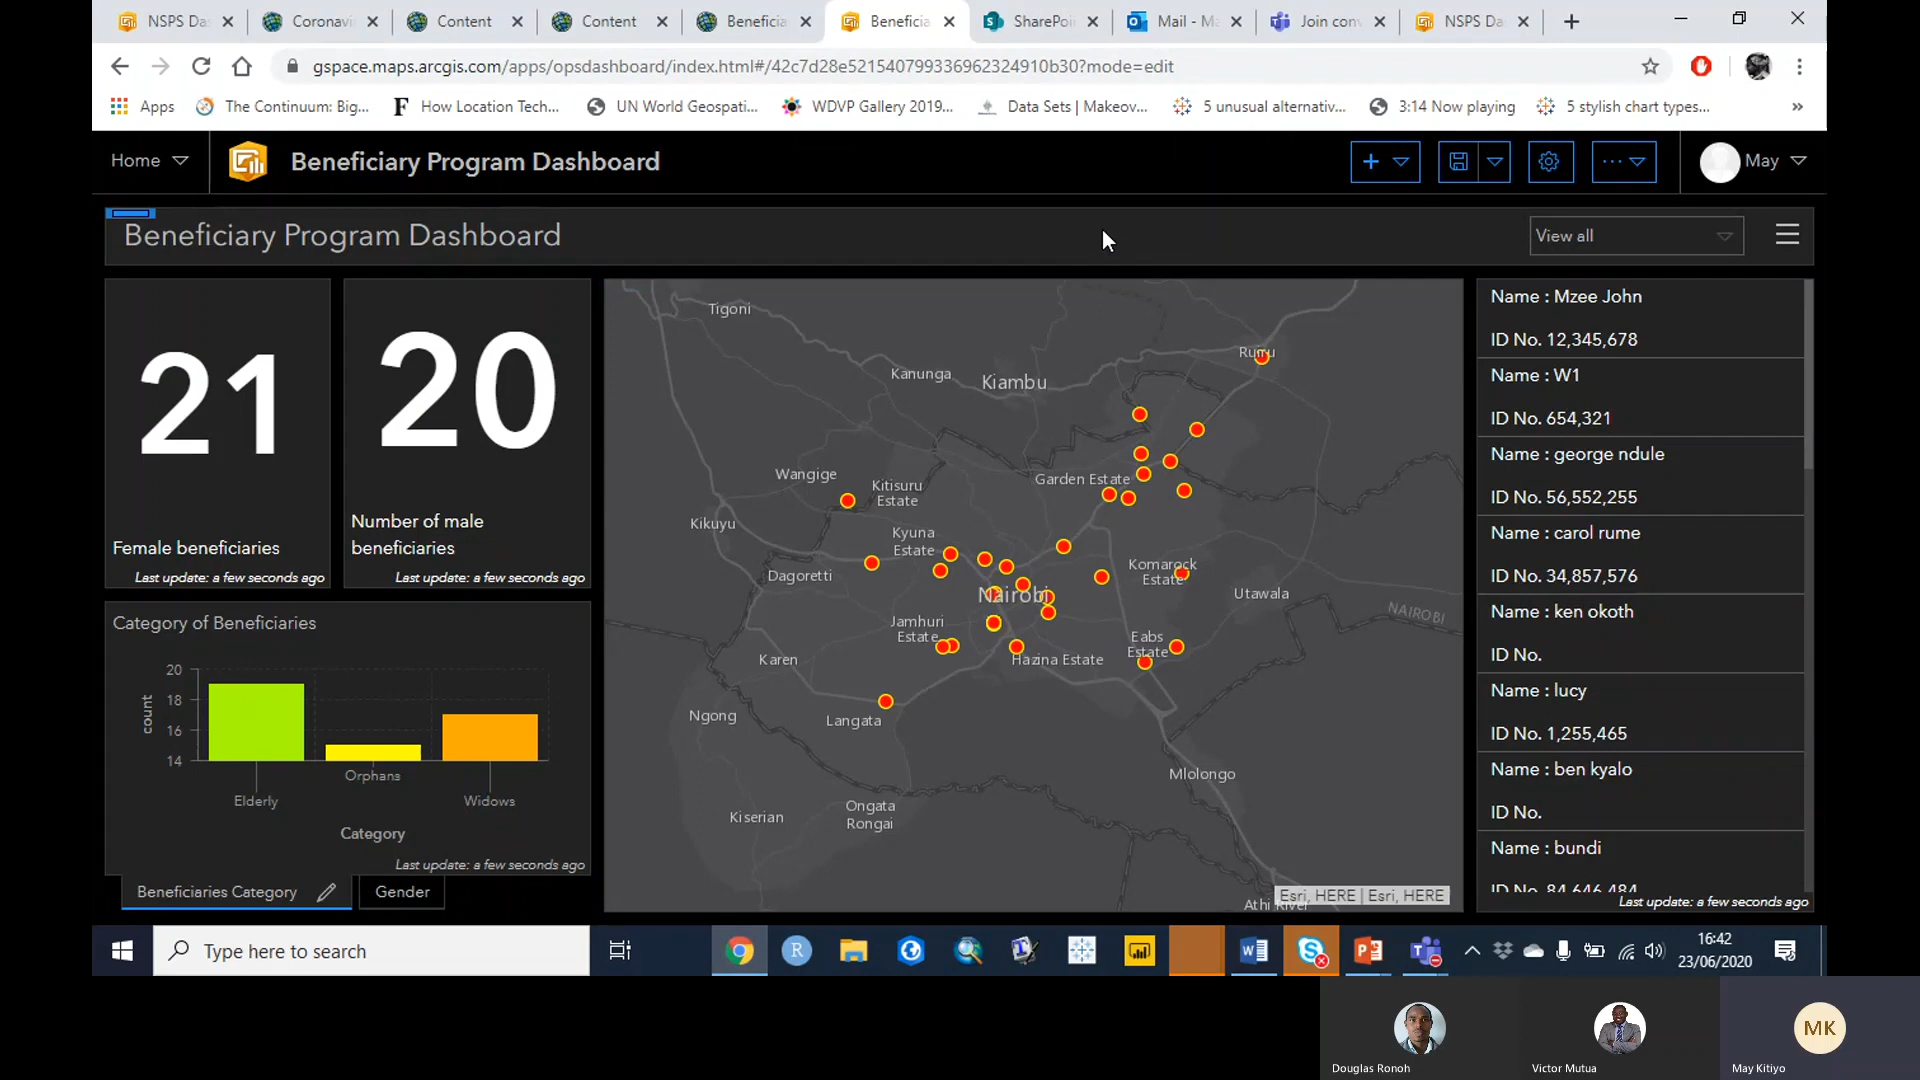 NSPS Da
Coronavi
Content
Content
Beneficia
Beneficia
SharePoi
Mail - Ma
Join conv
NSPS Da
gspace.maps.arcgis.com/apps/opsdashboard/index.html#/42c7d28e521540799336962324910b30?mode=edit
Apps
The Continuum: Big...
How Location Tech...
UN World Geospati...
WDVP Gallery 2019...
Data Sets | Makeov...
5 unusual alternativ...
3:14 Now playing
5 stylish chart types...
»
Home
Beneficiary Program Dashboard
May
Beneficiary Program Dashboard
View all
21
Female beneficiaries
Last update: a few seconds ago
20
Number of male
beneficiaries
Last update: a few seconds ago
Category of Beneficiaries
20
18
16
14
count
Elderly
Orphans
Widows
Category
Last update: a few seconds ago
Beneficiaries Category
Gender
Tigoni
Ruiru
Kanunga
Kiambu
Wangige
Kitisuru
Estate
Garden Estate
Kikuyu
Kyuna
Estate
Dagoretti
Komarock
Estate
Nairobi
Utawala
NAIROBI
Jamhuri
Estate
Eabs
Estate
Karen
Hazina Estate
Ngong
Langata
Mlolongo
Kiserian
Ongata
Rongai
Athi River
Esri, HERE | Esri, HERE
Name : Mzee John
ID No. 12,345,678
Name : W1
ID No. 654,321
Name : george ndule
ID No. 56,552,255
Name : carol rume
ID No. 34,857,576
Name : ken okoth
ID No.
Name : lucy
ID No. 1,255,465
Name : ben kyalo
ID No.
Name : bundi
ID No. 84,646,484
Last update: a few seconds ago
Type here to search
16:42
23/06/2020
MK
Douglas Ronoh
Victor Mutua
May Kitiyo